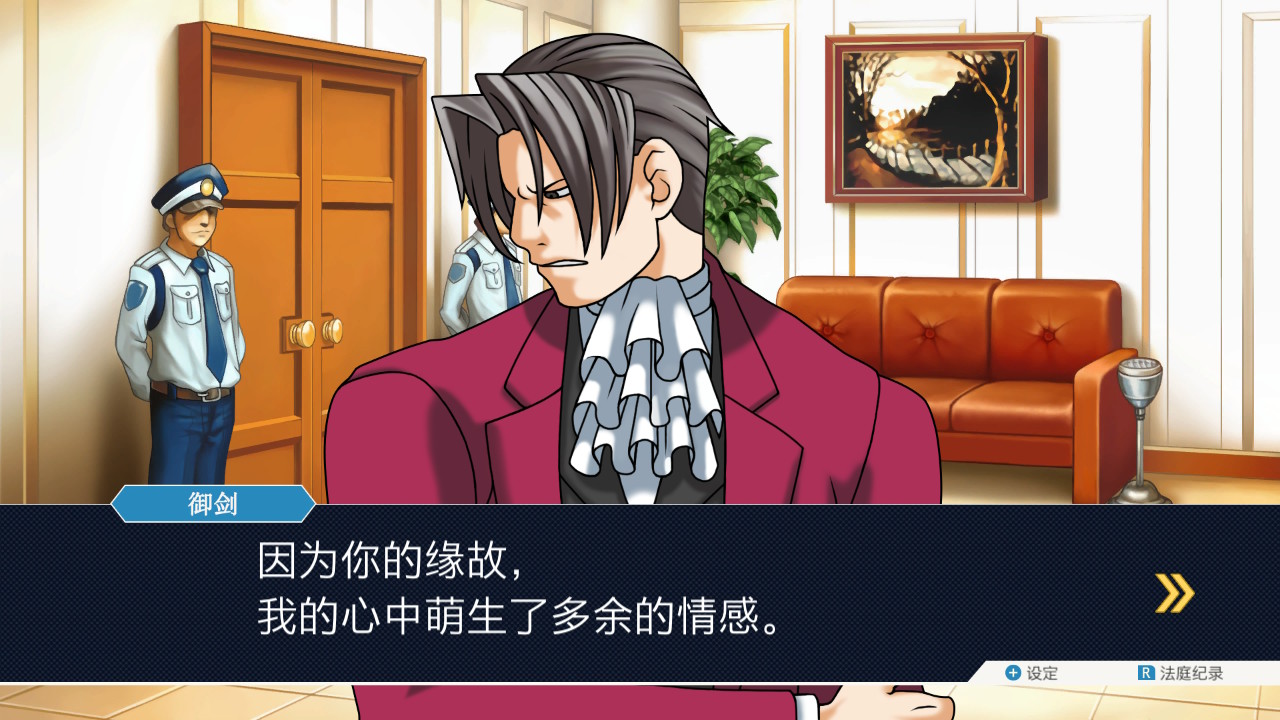 御剑
因为你的缘故，
我的心中萌生了多余的情感。
+ 设定
R 法庭纪录